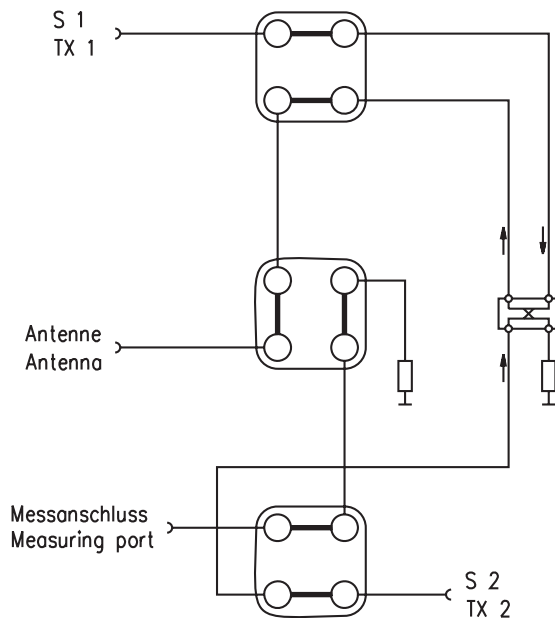 S 1
TX 1
Antenne
Antenna
Messanschluss
Measuring port
S 2
TX 2